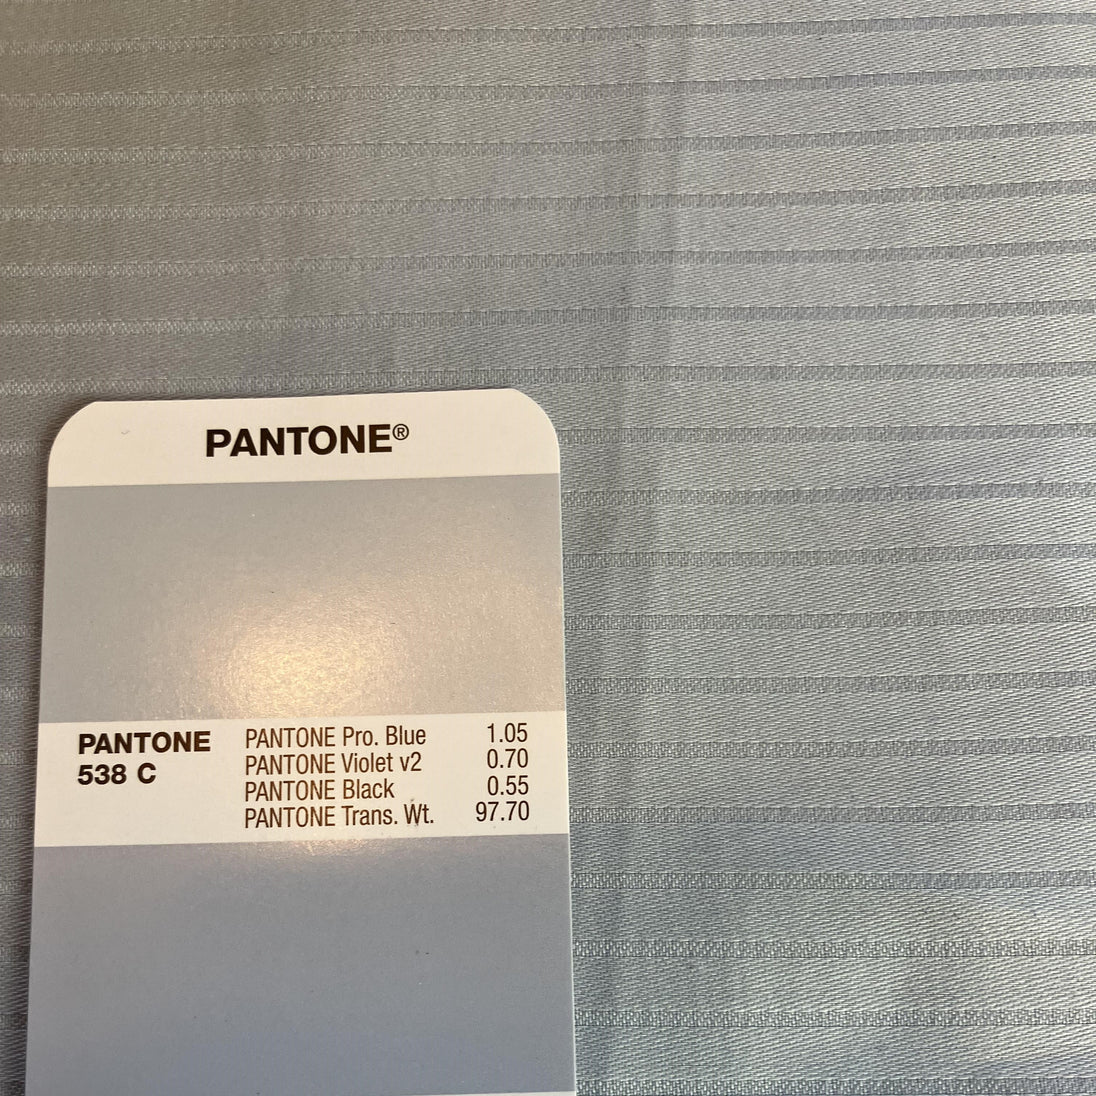 PANTONE®
PANTONE
538 C
PANTONE Pro. Blue 1.05
PANTONE Violet v2 0.70
PANTONE Black 0.55
PANTONE Trans. Wt. 97.70